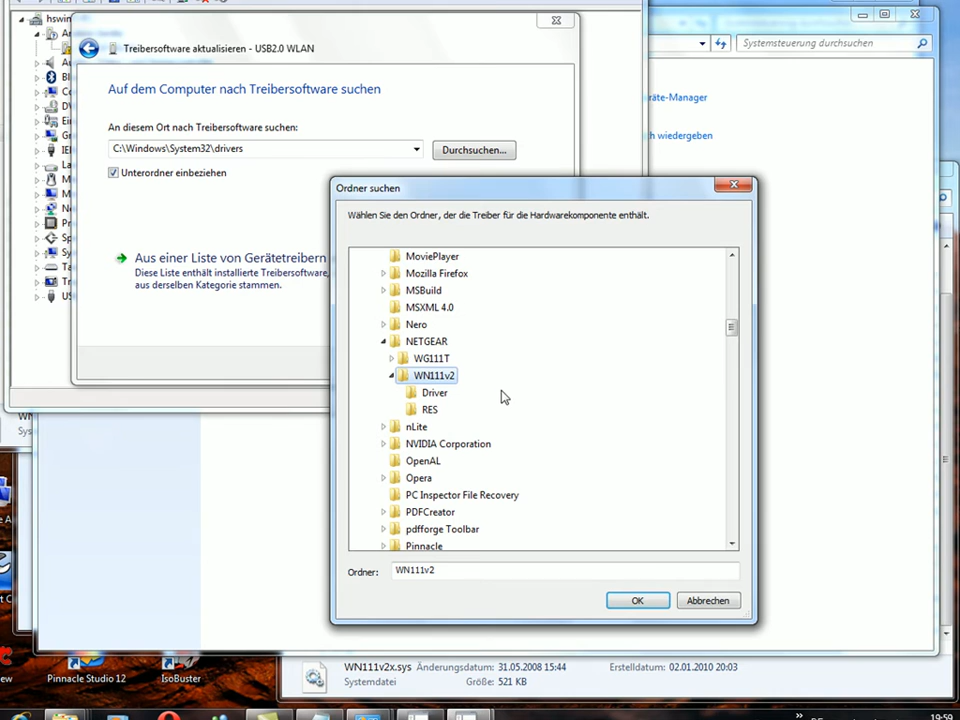 hswin
Treibersoftware aktualisieren - USB2.0 WLAN
Systemsteuerung durchsuchen
Auf dem Computer nach Treibersoftware suchen
An diesem Ort nach Treibersoftware suchen:
C:\Windows\System32\drivers
Durchsuchen...
Unterordner einbeziehen
Aus einer Liste von Gerätetreibern
Diese Liste enthält installierte Treibersoftware,
aus derselben Kategorie stammen.
räte-Manager
ch wiedergeben
Ordner suchen
Wählen Sie den Ordner, der die Treiber für die Hardwarekomponente enthält.
MoviePlayer
Mozilla Firefox
MSBuild
MSXML 4.0
Nero
NETGEAR
WG111T
WN111v2
Driver
RES
nLite
NVIDIA Corporation
OpenAL
Opera
PC Inspector File Recovery
PDFCreator
pdfforge Toolbar
Pinnacle
Ordner:
WN111v2
OK
Abbrechen
WN111v2x.sys
Änderungsdatum: 31.05.2008 15:44
Erstelldatum: 02.01.2010 20:03
Systemdatei
Größe: 521 KB
Pinnacle Studio 12
IsoBuster
19:59